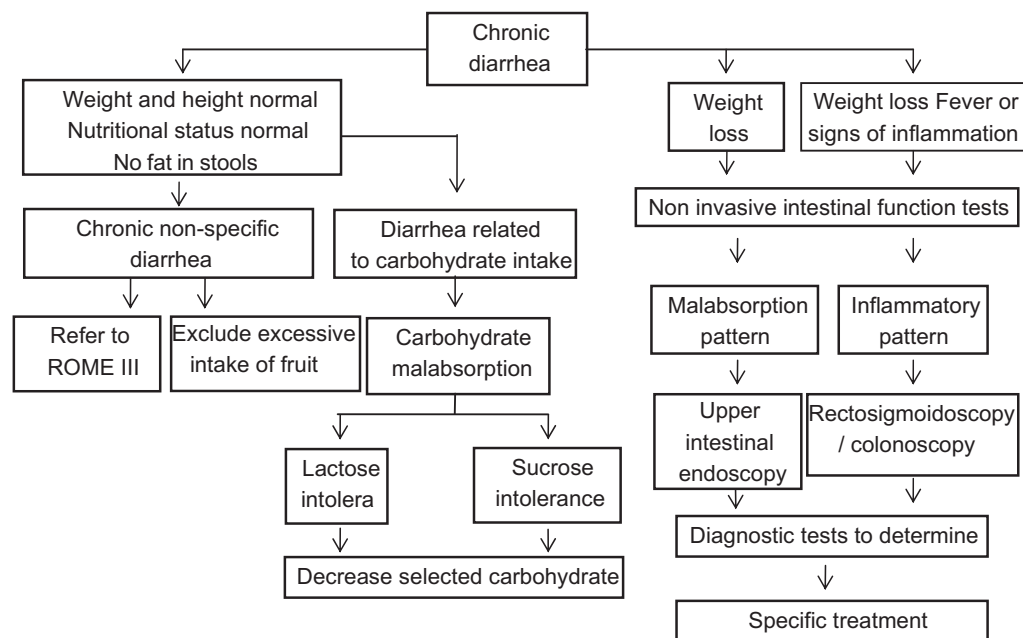 Chronic
diarrhea
Weight and height normal
Nutritional status normal
No fat in stools
Weight
loss
Weight loss Fever or
signs of inflammation
Non invasive intestinal function tests
Chronic non-specific
diarrhea
Diarrhea related
to carbohydrate intake
Refer to
ROME III
Exclude excessive
intake of fruit
Carbohydrate
malabsorption
Malabsorption
pattern
Inflammatory
pattern
Lactose
intolera
Sucrose
intolerance
Upper
intestinal
endoscopy
Rectosigmoidoscopy
/ colonoscopy
Decrease selected carbohydrate
Diagnostic tests to determine
Specific treatment